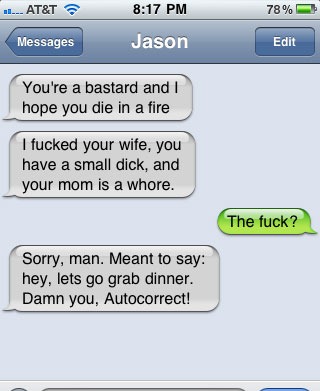 AT&T 8:17 PM 78%
Messages Jason Edit
You're a bastard and I
hope you die in a fire
I fucked your wife, you
have a small dick, and
your mom is a whore.
The fuck?
Sorry, man. Meant to say:
hey, lets go grab dinner.
Damn you, Autocorrect!